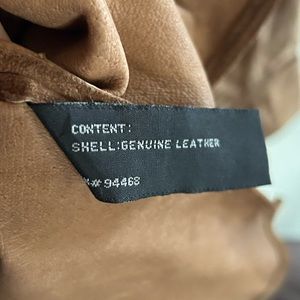 CONTENT:
SHELL:GENUINE LEATHER
# 94468